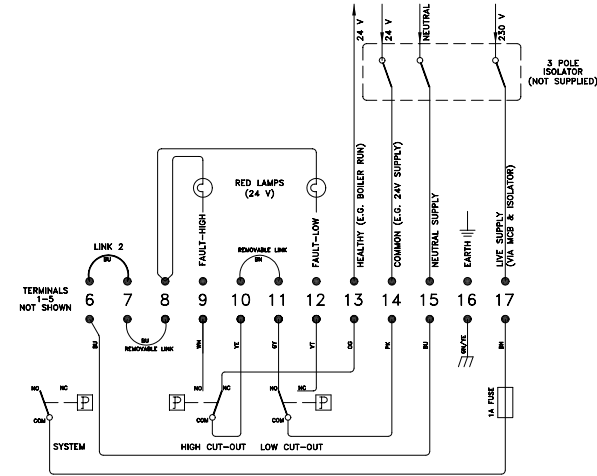 24 V
24 V
NEUTRAL
230 V
3 POLE
ISOLATOR
(NOT SUPPLIED)
RED LAMPS
(24 V)
FAULT-HIGH
FAULT-LOW
HEALTHY (E.G. BOILER RUN)
COMMON (E.G. 24V SUPPLY)
NEUTRAL SUPPLY
EARTH
LIVE SUPPLY
(VIA MCB & ISOLATOR)
LINK 2
BU
REMOVABLE LINK
BN
TERMINALS
1-5
NOT SHOWN
6 7 8 9 10 11 12 13 14 15 16 17
BU
REMOVABLE LINK
BU
WN
YE
GY
VT
OG
PK
BU
GN/YE
BN
NO NC
COM
P
SYSTEM
P
NO NC
COM
HIGH CUT-OUT
NO NC
COM
P
LOW CUT-OUT
1A FUSE